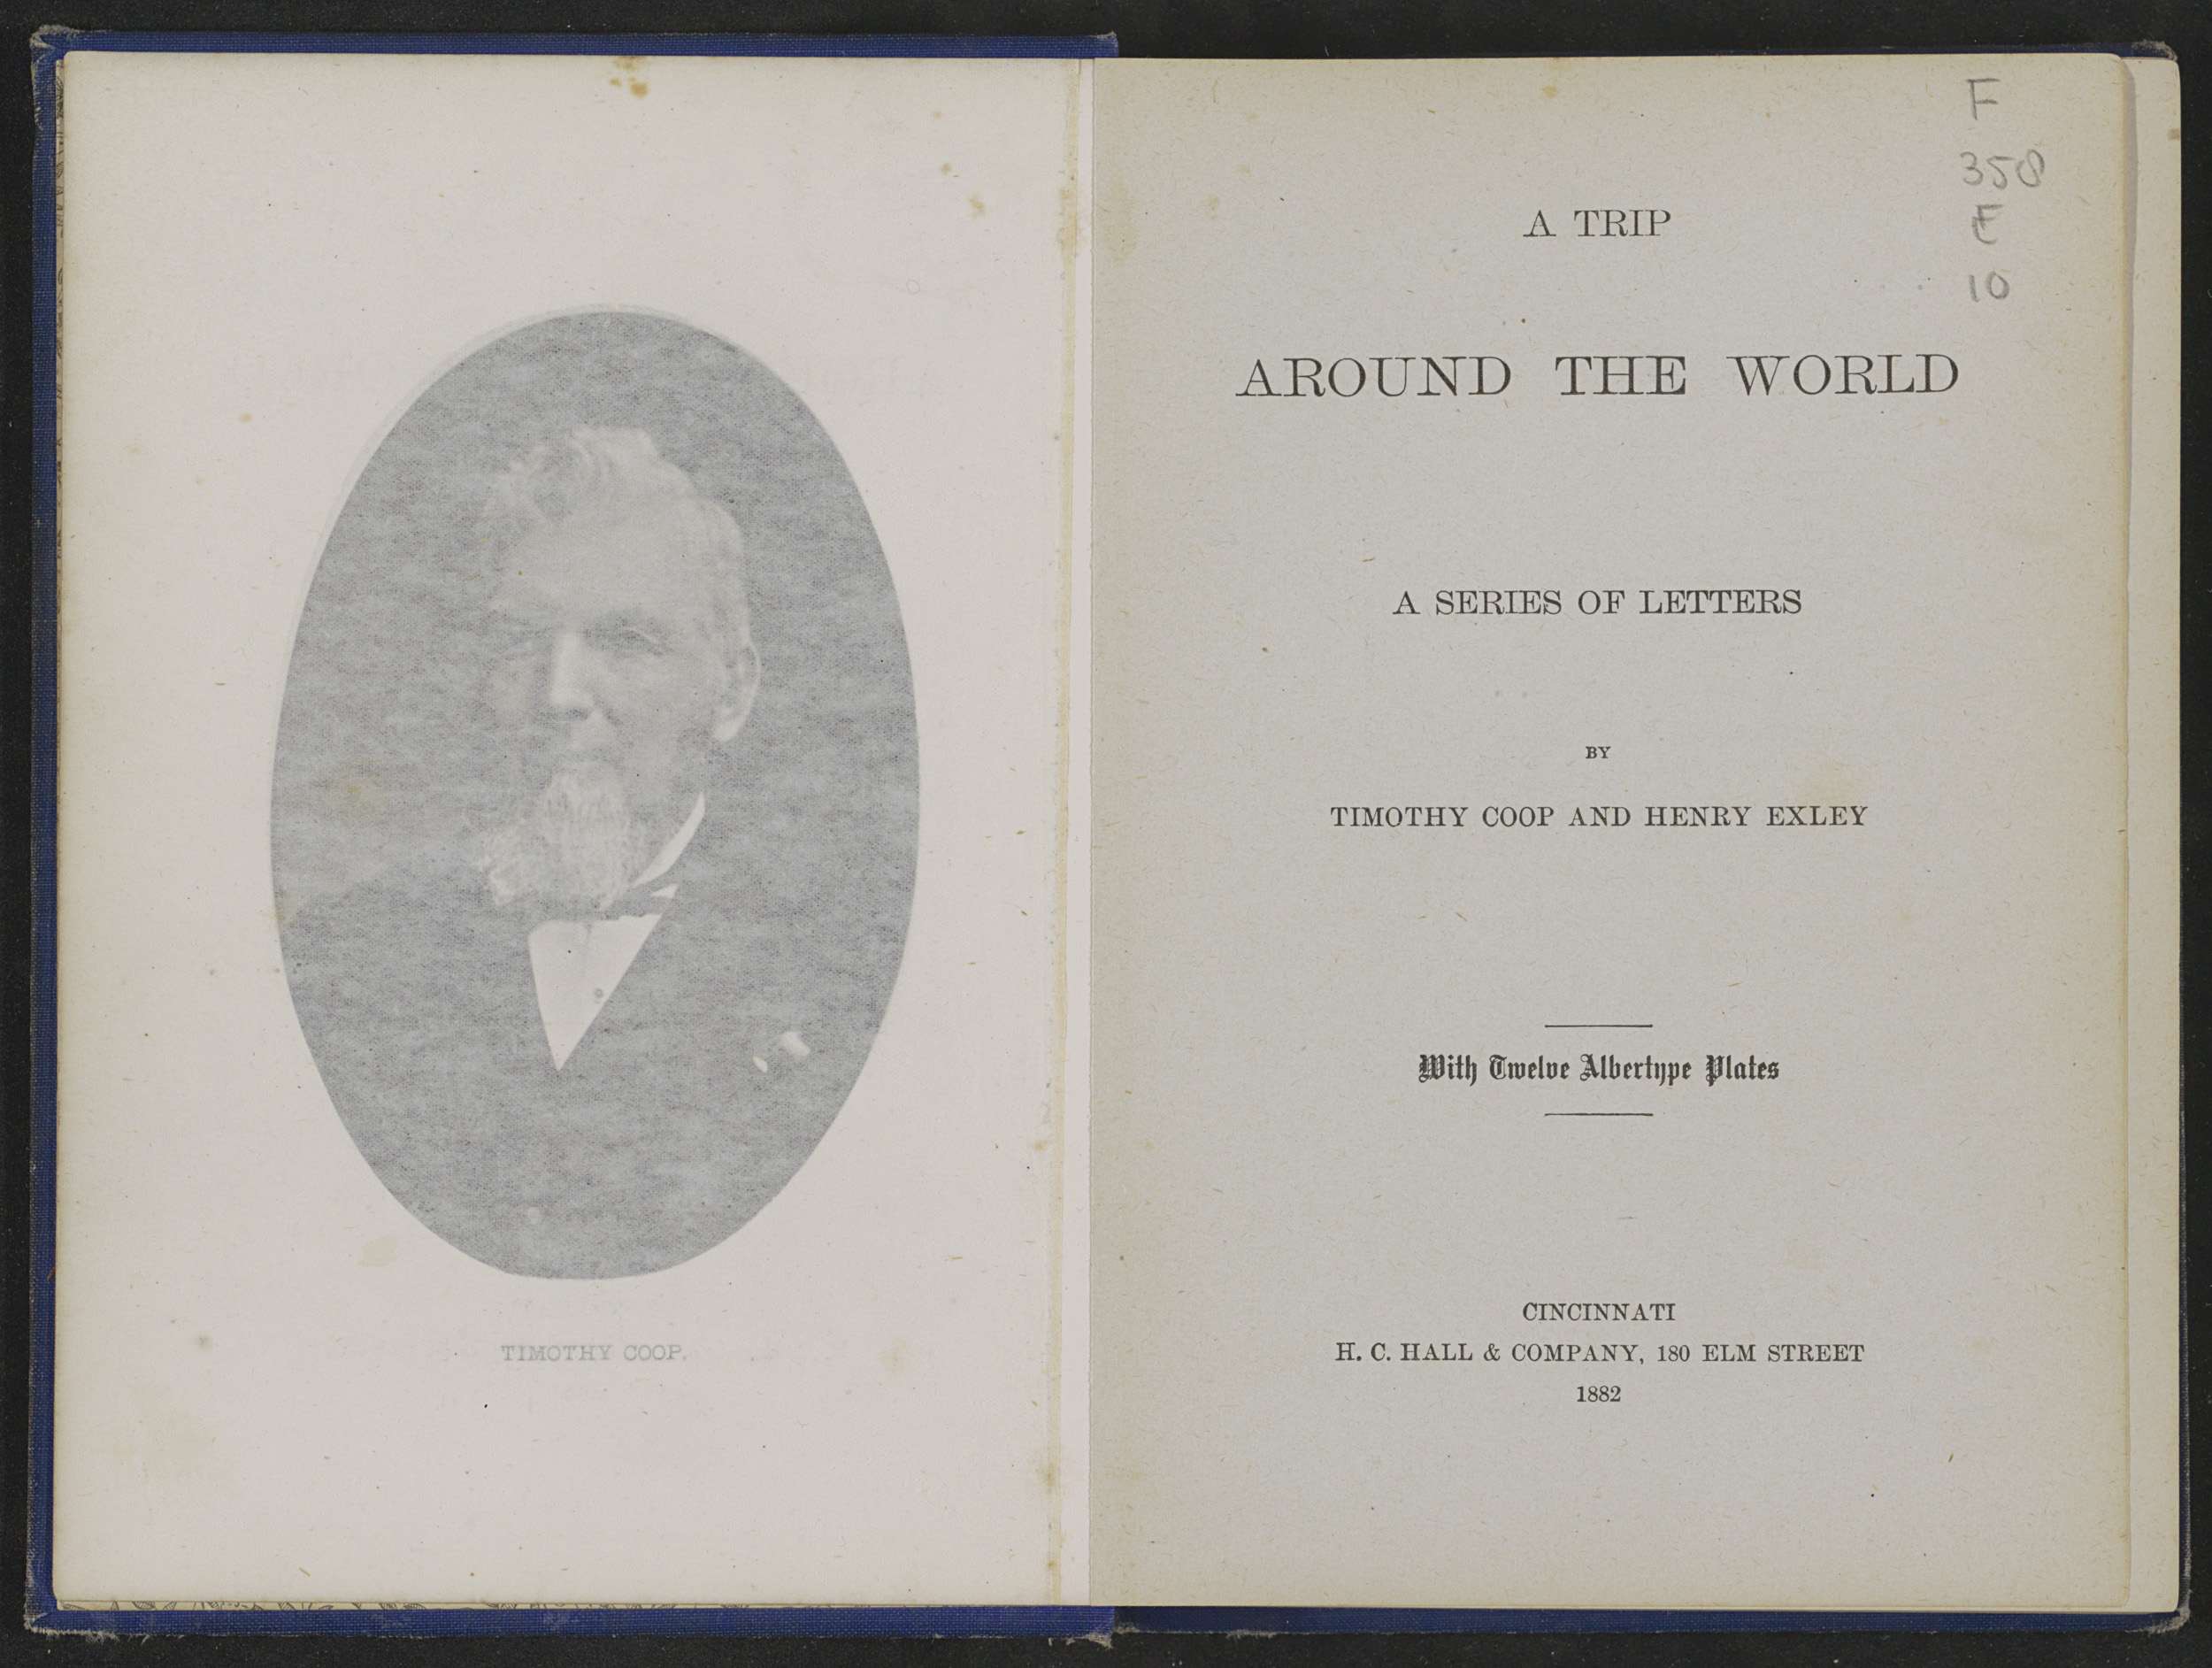 TIMOTHY COOP.
F
358
E
10
A TRIP
AROUND THE WORLD
A SERIES OF LETTERS
BY
TIMOTHY COOP AND HENRY EXLEY
With Twelve Albertype Plates
CINCINNATI
H. C. HALL & COMPANY, 180 ELM STREET
1882